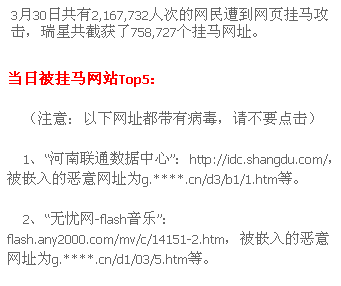 3月30日共有2,167,732人次的网民遭到网页挂马攻
击，瑞星共截获了758,727个挂马网址。
当日被挂马网站Top5：
（注意：以下网址都带有病毒，请不要点击）
1、“河南联通数据中心”：http://idc.shangdu.com/，
被嵌入的恶意网址为g.****.cn/d3/b1/1.htm等。
2、“无忧网-flash音乐”：
flash.any2000.com/mv/c/14151-2.htm，被嵌入的恶意
网址为g.****.cn/d1/03/5.htm等。